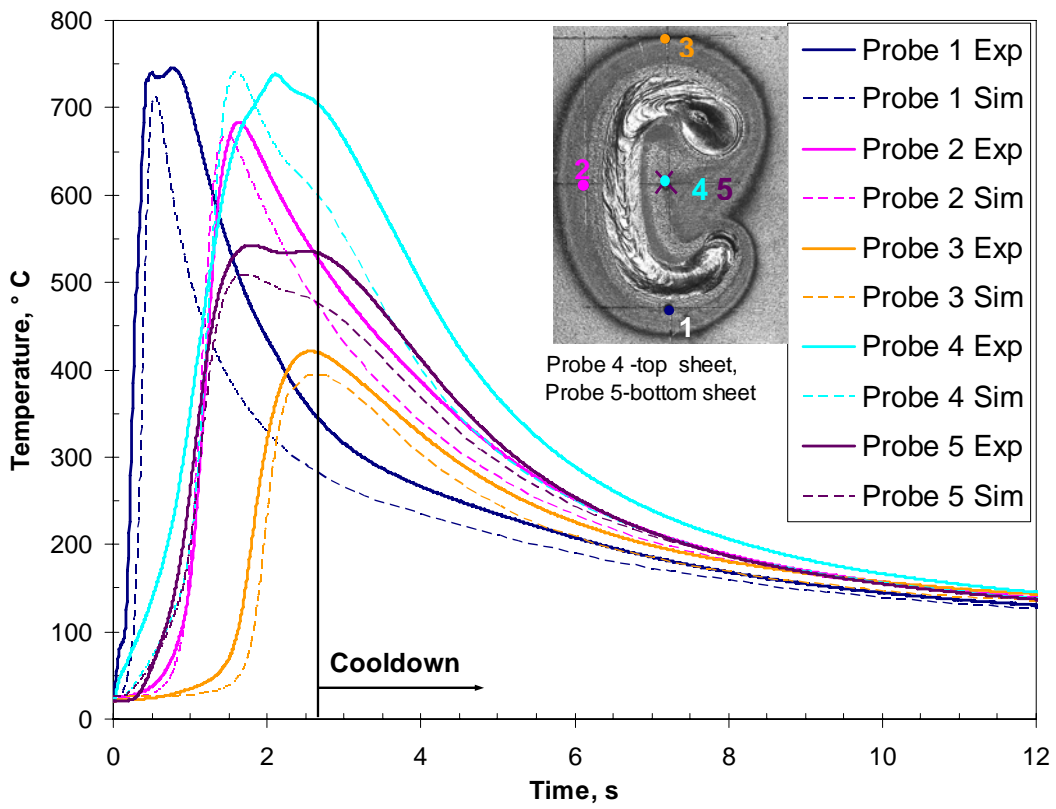 800
700
600
500
400
300
200
100
0
Temperature, ° C
0
2
4
6
8
10
12
Time, s
Cooldown
3
2
4
5
1
Probe 4 -top sheet,
Probe 5-bottom sheet
Probe 1 Exp
Probe 1 Sim
Probe 2 Exp
Probe 2 Sim
Probe 3 Exp
Probe 3 Sim
Probe 4 Exp
Probe 4 Sim
Probe 5 Exp
Probe 5 Sim